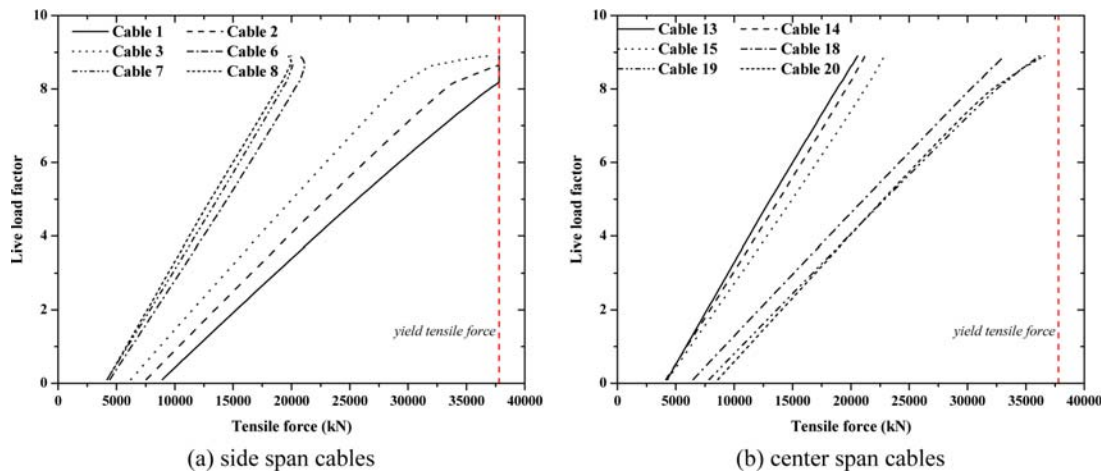 10
8
6
4
2
0
Live load factor
Cable 1
Cable 2
Cable 3
Cable 6
Cable 7
Cable 8
yield tensile force
0 5000 10000 15000 20000 25000 30000 35000 40000
Tensile force (kN)
(a) side span cables
10
8
6
4
2
0
Live load factor
Cable 13
Cable 14
Cable 15
Cable 18
Cable 19
Cable 20
yield tensile force
0 5000 10000 15000 20000 25000 30000 35000 40000
Tensile force (kN)
(b) center span cables